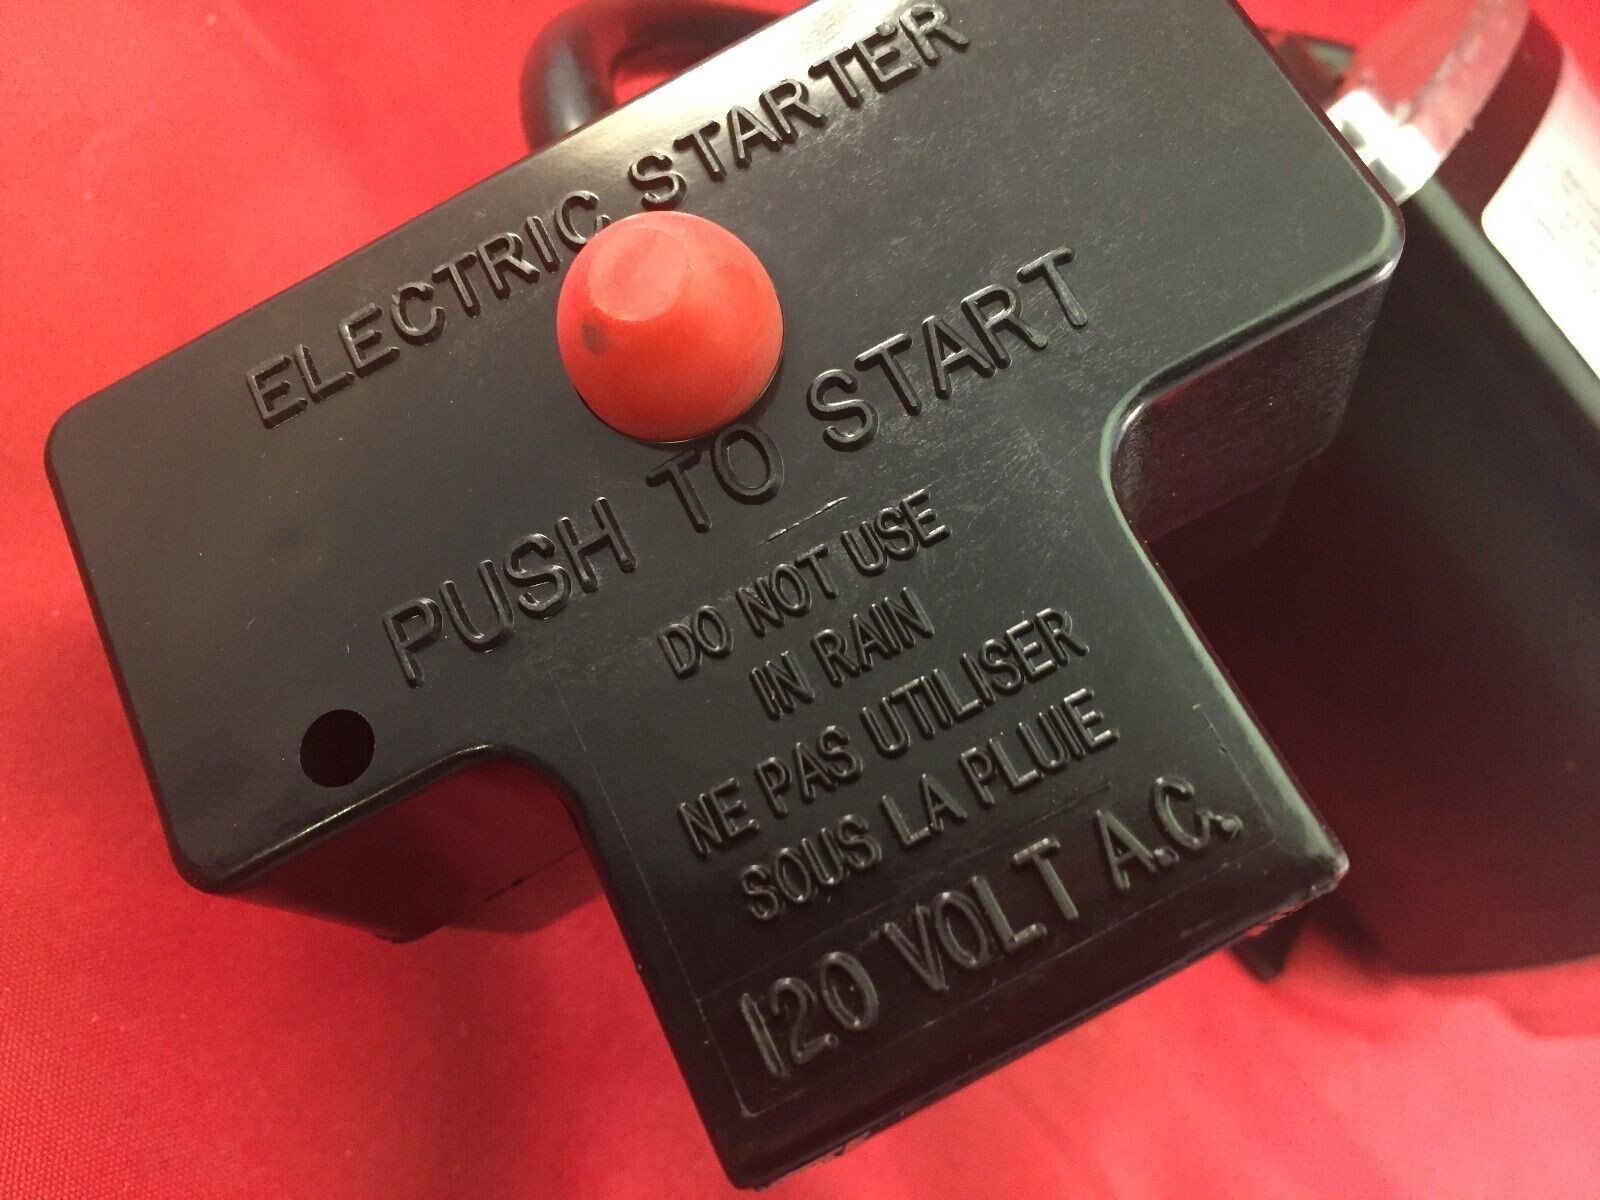 ELECTRIC STARTER
PUSH TO START
DO NOT USE
IN RAIN
NE PAS UTILISER
SOUS LA PLUIE
120 VOLT A.C.